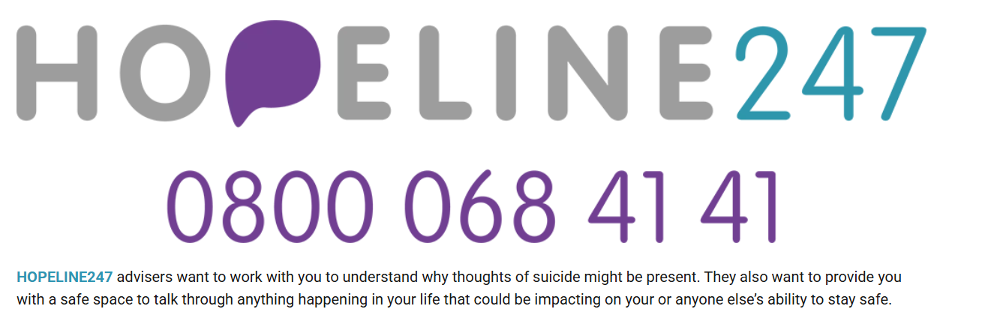 HOPELINE247
0800 068 41 41
HOPELINE247 advisers want to work with you to understand why thoughts of suicide might be present. They also want to provide you
with a safe space to talk through anything happening in your life that could be impacting on your or anyone else’s ability to stay safe.